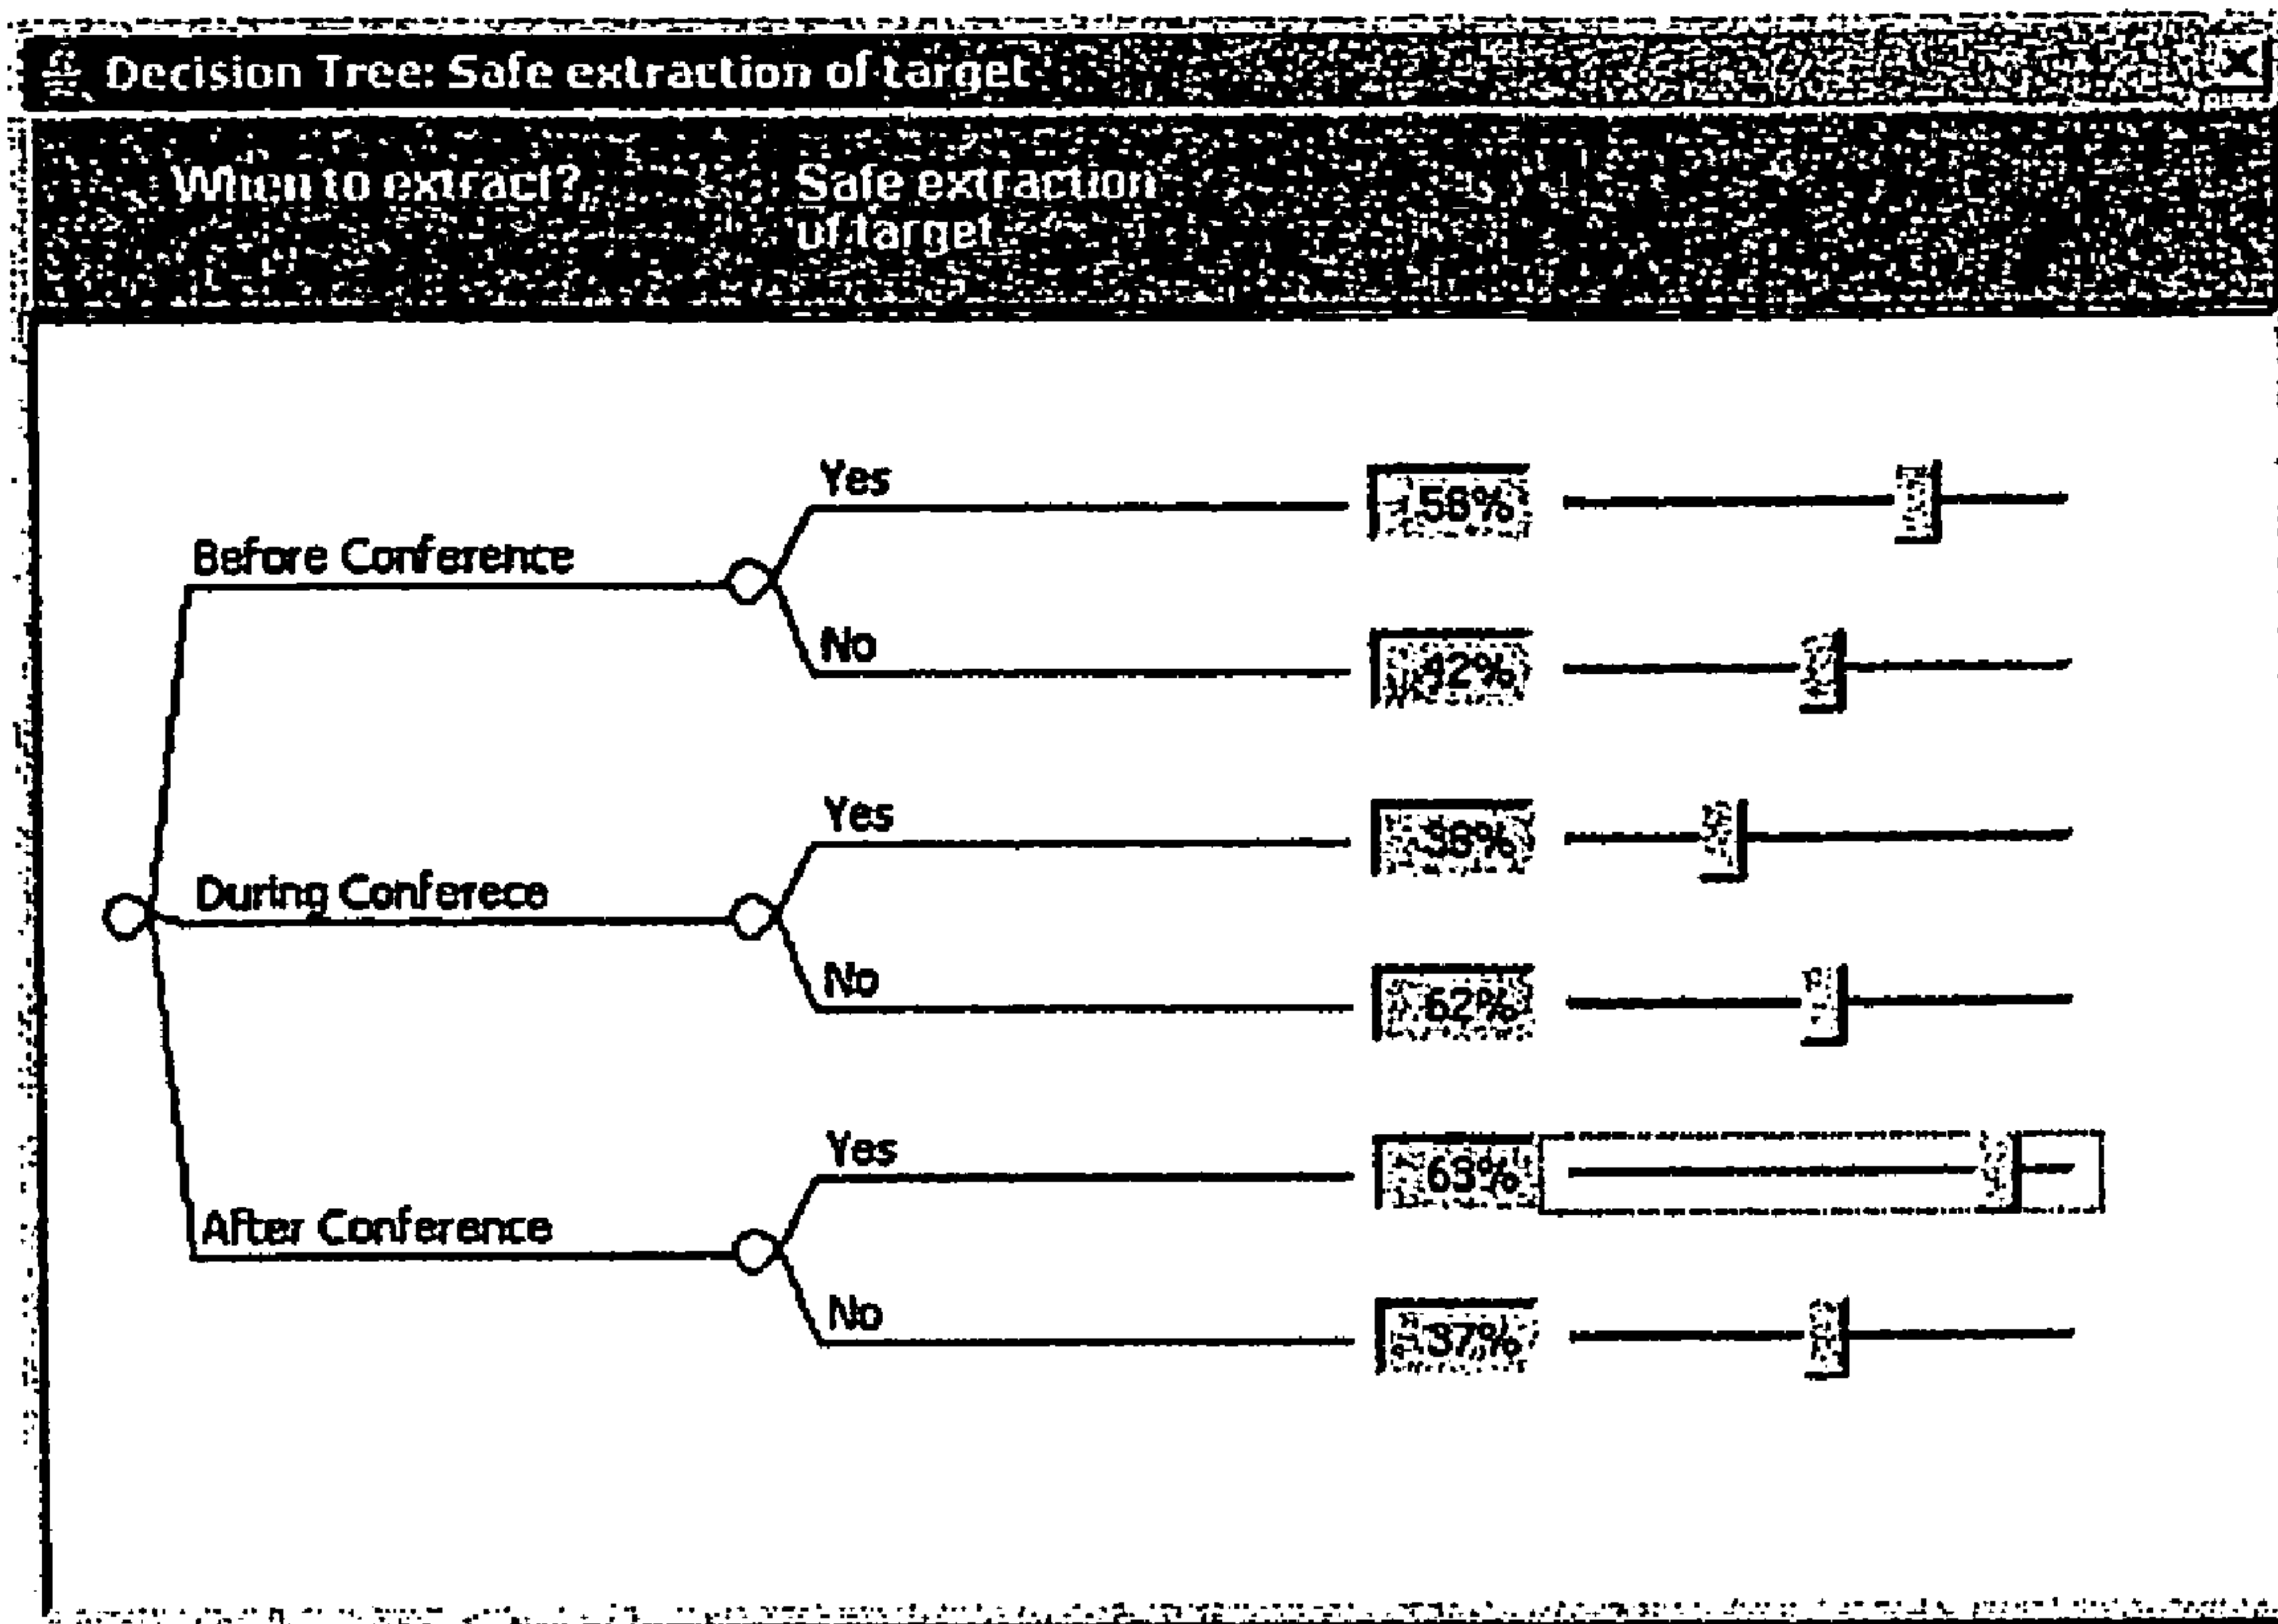 Decision Tree: Safe extraction of target
When to extract?
Safe extraction
of target
Yes
58%
Before Conference
No
42%
Yes
38%
During Conferece
No
62%
Yes
63%
After Conference
No
37%